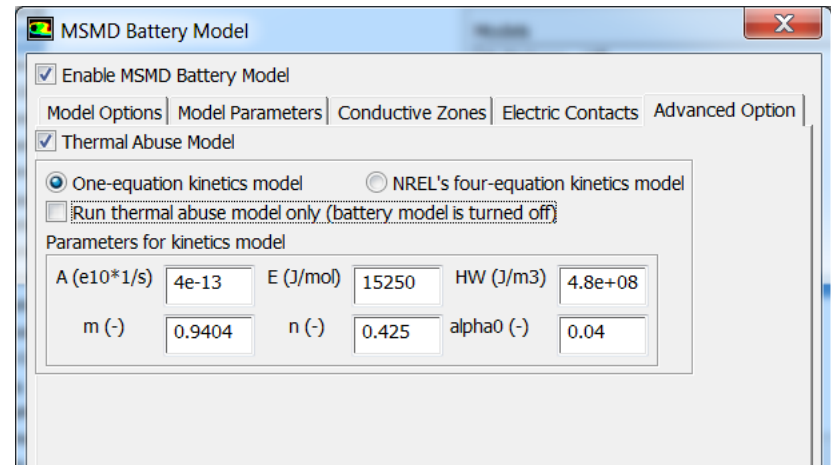 MSMD Battery Model
Enable MSMD Battery Model
Model Options Model Parameters Conductive Zones Electric Contacts Advanced Option
Thermal Abuse Model
One-equation kinetics model NREL's four-equation kinetics model
Run thermal abuse model only (battery model is turned off)
Parameters for kinetics model
A (e10*1/s) 4e-13 E (J/mol) 15250 HW (J/m3) 4.8e+08
m (-) 0.9404 n (-) 0.425 alpha0 (-) 0.04